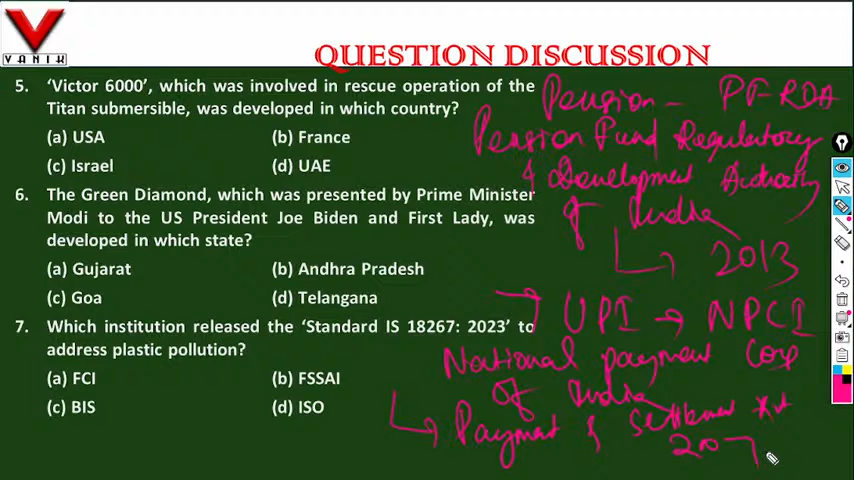 V
VANIK
QUESTION DISCUSSION
5. ‘Victor 6000’, which was involved in rescue operation of the
Titan submersible, was developed in which country?
(a) USA (b) France
(c) Israel (d) UAE
6. The Green Diamond, which was presented by Prime Minister
Modi to the US President Joe Biden and First Lady, was
developed in which state?
(a) Gujarat (b) Andhra Pradesh
(c) Goa (d) Telangana
7. Which institution released the ‘Standard IS 18267: 2023’ to
address plastic pollution?
(a) FCI (b) FSSAI
(c) BIS (d) ISO
Pension - PFRDA
Pension Fund Regulatory
& Development Authority
of India
2013
UPI → NPCI
National payment Corp
of India
Payment & Settlement Act
2007